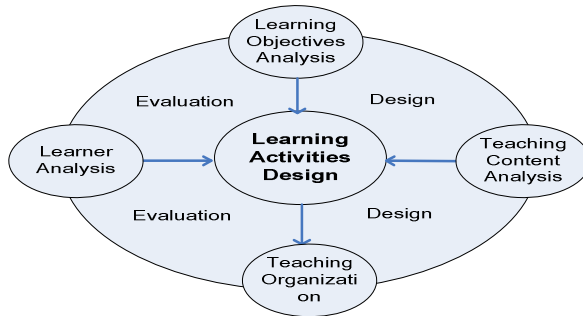 Learning
Objectives
Analysis
Evaluation
Design
Learner
Analysis
Learning
Activities
Design
Teaching
Content
Analysis
Evaluation
Design
Teaching
Organizati
on